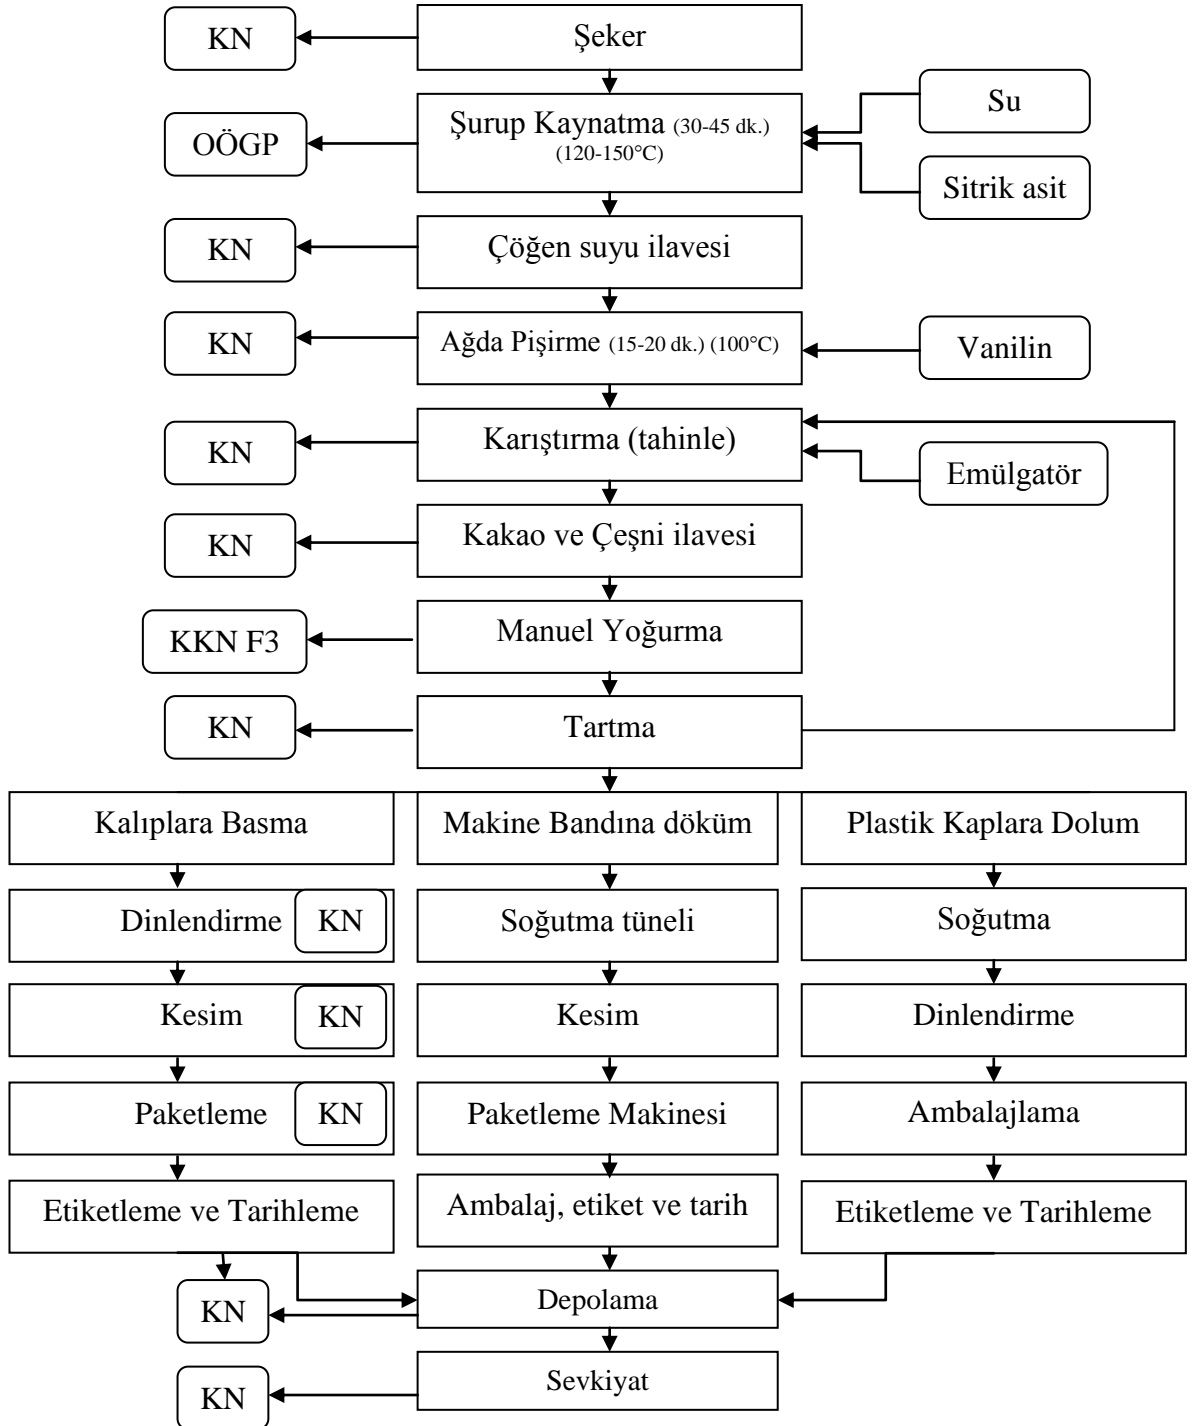 KN
Şeker
Su
OÖGP
Şurup Kaynatma (30-45 dk.)
(120-150°C)
Sitrik asit
KN
Çöğen suyu ilavesi
KN
Ağda Pişirme (15-20 dk.) (100°C)
Vanilin
KN
Karıştırma (tahinle)
Emülgatör
KN
Kakao ve Çeşni ilavesi
KKN F3
Manuel Yoğurma
KN
Tartma
Kalıplara Basma
Makine Bandına döküm
Plastik Kaplara Dolum
Dinlendirme
KN
Soğutma tüneli
Soğutma
Kesim
KN
Kesim
Dinlendirme
Paketleme
KN
Paketleme Makinesi
Ambalajlama
Etiketleme ve Tarihleme
Ambalaj, etiket ve tarih
Etiketleme ve Tarihleme
KN
Depolama
KN
Sevkiyat